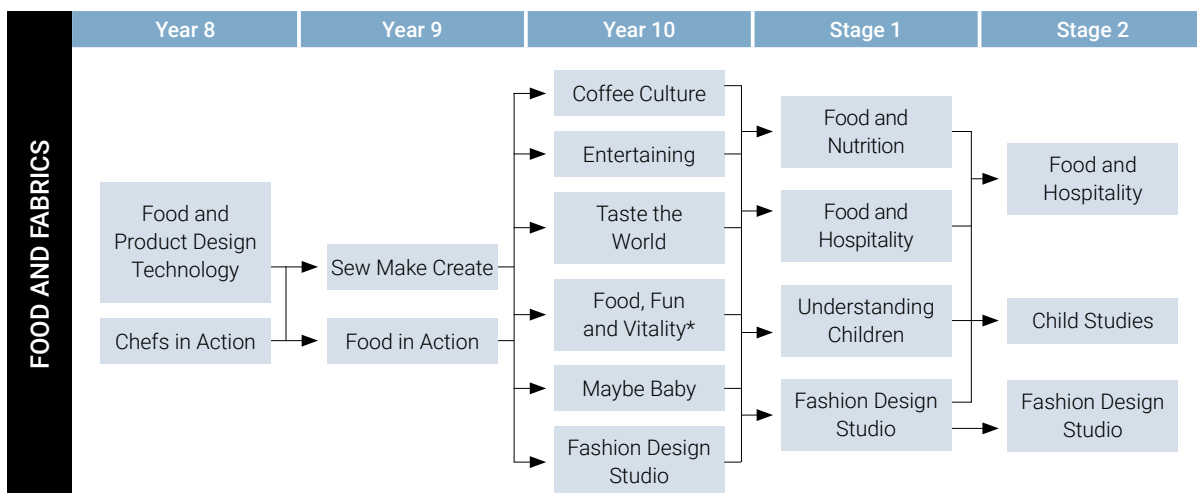 FOOD AND FABRICS
Year 8
Year 9
Year 10
Stage 1
Stage 2
Food and
Product Design
Technology
Chefs in Action
Sew Make Create
Food in Action
Coffee Culture
Entertaining
Taste the
World
Food, Fun
and Vitality*
Maybe Baby
Fashion Design
Studio
Food and
Nutrition
Food and
Hospitality
Understanding
Children
Fashion Design
Studio
Food and
Hospitality
Child Studies
Fashion Design
Studio